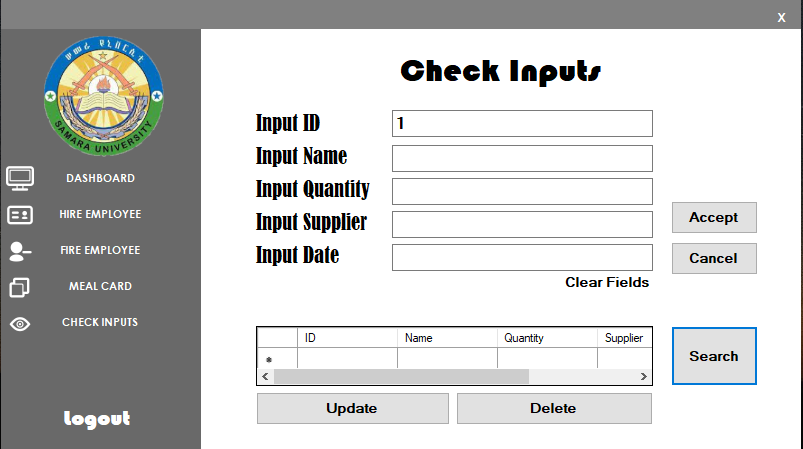 x
ሠመራ ዩኒቨርሲቲ
SAMARA UNIVERSITY
DASHBOARD
HIRE EMPLOYEE
FIRE EMPLOYEE
MEAL CARD
CHECK INPUTS
Logout
Check Inputs
Input ID 1
Input Name
Input Quantity
Input Supplier
Input Date
Accept
Cancel
Clear Fields
ID Name Quantity Supplier
*
Search
Update Delete